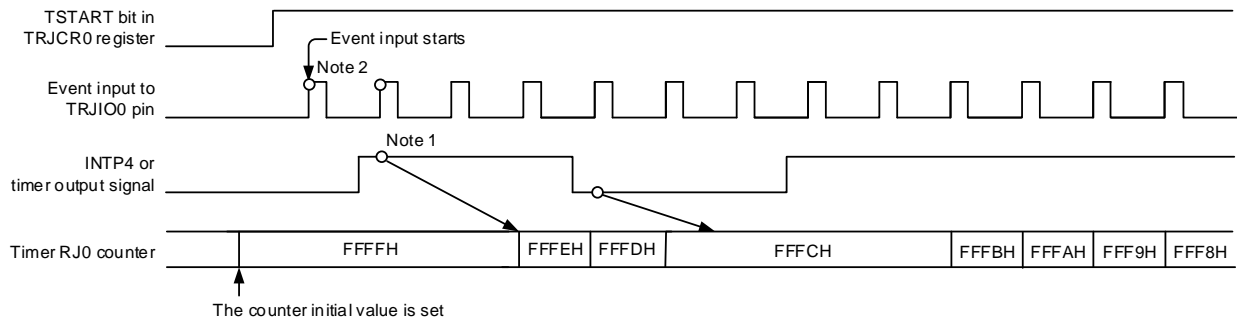 TSTART bit in
TRJCR0 register
Event input starts
Note 2
Event input to
TRJIO0 pin
Note 1
INTP4 or
timer output signal
Timer RJ0 counter
FFFFH
FFFEH
FFFDH
FFFCH
FFFBH
FFFAH
FFF9H
FFF8H
The counter initial value is set